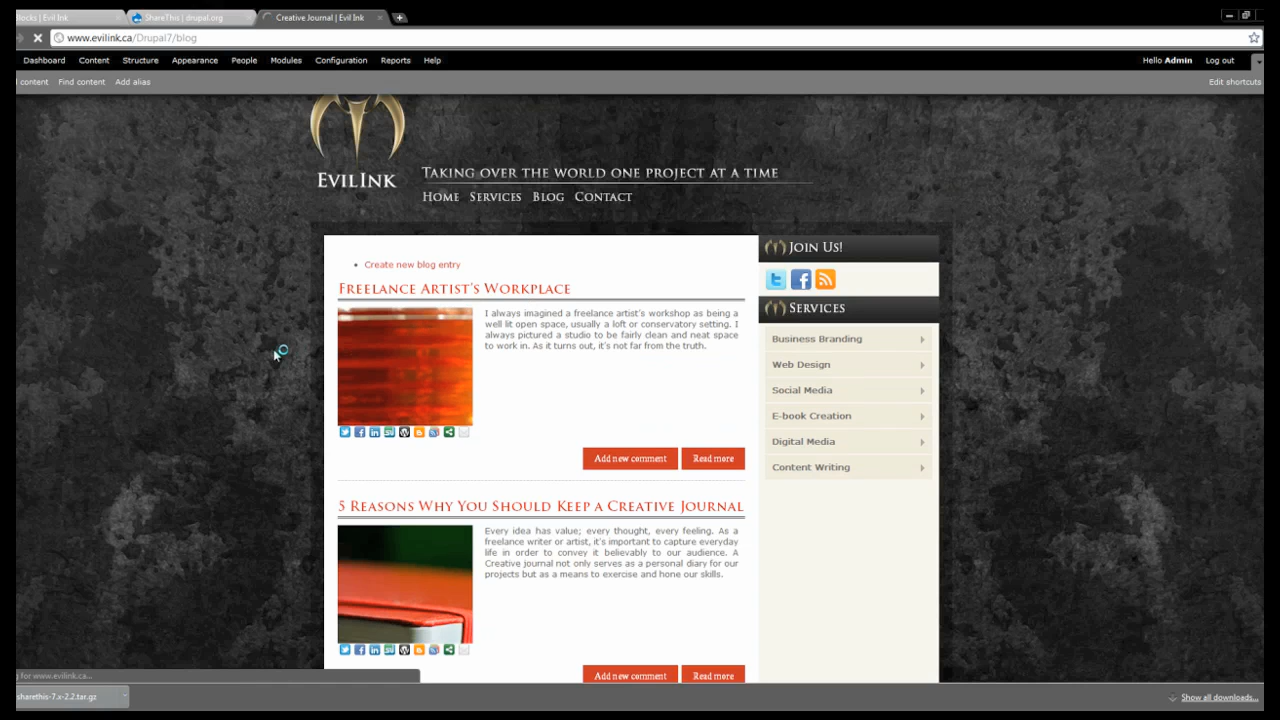 Blocks | Evil Ink
ShareThis | drupal.org
Creative Journal | Evil Ink
www.evilink.ca/Drupal7/blog
Dashboard Content Structure Appearance People Modules Configuration Reports Help
Hello Admin Log out
content Find content Add alias
Edit shortcuts
EVILINK
TAKING OVER THE WORLD ONE PROJECT AT A TIME
HOME SERVICES BLOG CONTACT
Create new blog entry
FREELANCE ARTIST'S WORKPLACE
I always imagined a freelance artist's workshop as being a
well lit open space, usually a loft or conservatory setting. I
always pictured a studio to be fairly clean and neat space
to work in. As it turns out, it's not far from the truth.
Add new comment Read more
5 REASONS WHY YOU SHOULD KEEP A CREATIVE JOURNAL
Every idea has value; every thought, every feeling. As a
freelance writer or artist, it's important to capture everyday
life in order to convey it believably to our audience. A
Creative journal not only serves as a personal diary for our
projects but as a means to exercise and hone our skills.
Add new comment Read more
JOIN US!
SERVICES
Business Branding
Web Design
Social Media
E-book Creation
Digital Media
Content Writing
g for www.evilink.ca...
sharethis-7.x-2.2.tar.gz
Show all downloads...